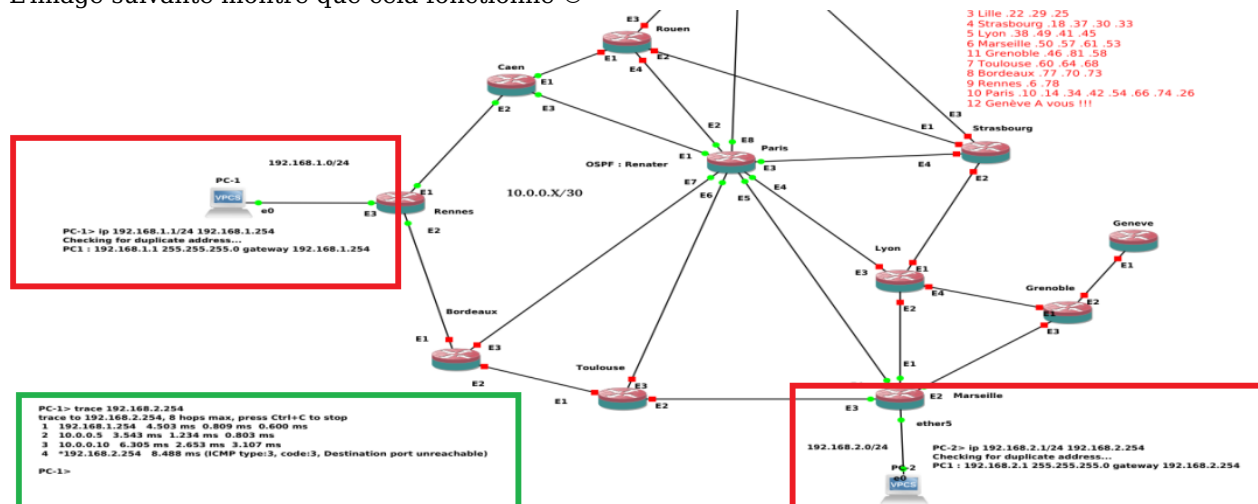 L'image suivante montre que cela fonctionne ☺
3 Lille .22 .29 .25
4 Strasbourg .18 .37 .30 .33
5 Lyon .38 .49 .41 .45
6 Marseille .50 .57 .61 .53
11 Grenoble .46 .81 .58
7 Toulouse .60 .64 .68
8 Bordeaux .77 .70 .73
9 Rennes .6 .78
10 Paris .10 .14 .34 .42 .54 .66 .74 .26
12 Genève A vous !!!
E3
Rouen
E1
E2
E4
Caen
E1
E2
E3
E3
Strasbourg
E1
E4
E2
E2
E8
Paris
E1
E3
OSPF : Renater
E7
E4
E6
E5
10.0.0.X/30
192.168.1.0/24
PC-1
VPCS
e0
E3
E1
Rennes
E2
PC-1> ip 192.168.1.1/24 192.168.1.254
Checking for duplicate address...
PC1 : 192.168.1.1 255.255.255.0 gateway 192.168.1.254
Geneve
E1
Lyon
E3
E1
E4
E2
Grenoble
E1
E2
E3
Bordeaux
E1
E3
E2
Toulouse
E3
E1
E2
E1
E3
E2
Marseille
ether5
192.168.2.0/24
PC-2> ip 192.168.2.1/24 192.168.2.254
Checking for duplicate address...
PC1 : 192.168.2.1 255.255.255.0 gateway 192.168.2.254
PC-2
e0
VPCS
PC-1> trace 192.168.2.254
trace to 192.168.2.254, 8 hops max, press Ctrl+C to stop
1 192.168.1.254 4.503 ms 0.809 ms 0.600 ms
2 10.0.0.5 3.543 ms 1.234 ms 0.803 ms
3 10.0.0.10 6.305 ms 2.653 ms 3.107 ms
4 *192.168.2.254 8.488 ms (ICMP type:3, code:3, Destination port unreachable)
PC-1>